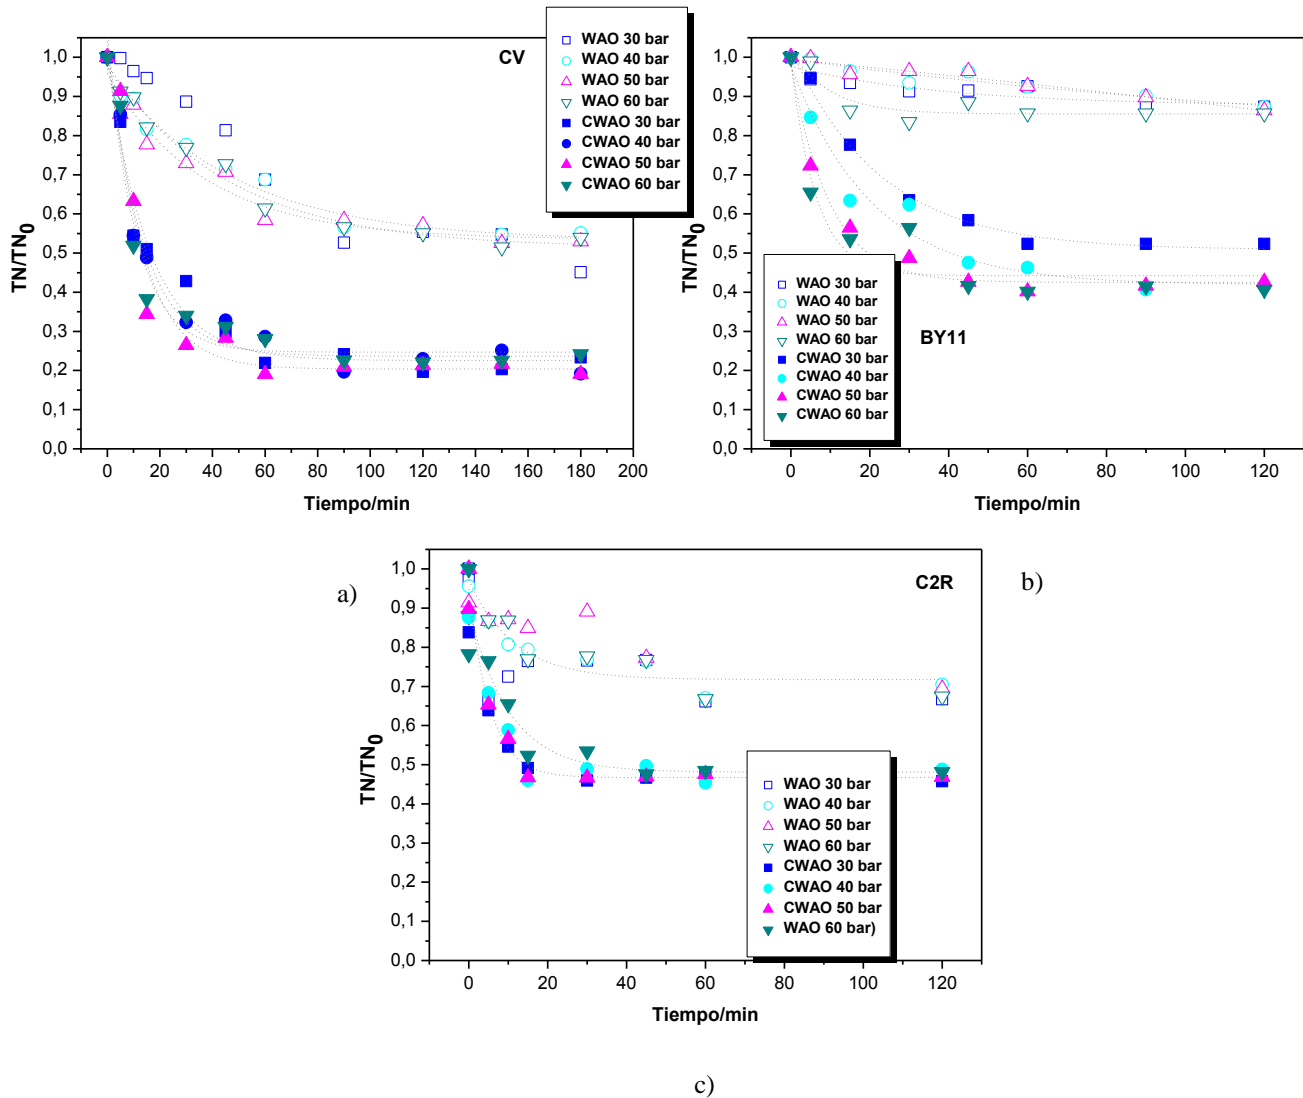 CV
WAO 30 bar
WAO 40 bar
WAO 50 bar
WAO 60 bar
CWAO 30 bar
CWAO 40 bar
CWAO 50 bar
CWAO 60 bar
1,0
0,9
0,8
0,7
0,6
0,5
0,4
0,3
0,2
0,1
0,0
TN/TN0
0 20 40 60 80 100 120 140 160 180 200
Tiempo/min
BY11
WAO 30 bar
WAO 40 bar
WAO 50 bar
WAO 60 bar
CWAO 30 bar
CWAO 40 bar
CWAO 50 bar
CWAO 60 bar
1,0
0,9
0,8
0,7
0,6
0,5
0,4
0,3
0,2
0,1
0,0
TN/TN0
0 20 40 60 80 100 120
Tiempo/min
a)
b)
C2R
WAO 30 bar
WAO 40 bar
WAO 50 bar
WAO 60 bar
CWAO 30 bar
CWAO 40 bar
CWAO 50 bar
WAO 60 bar)
1,0
0,9
0,8
0,7
0,6
0,5
0,4
0,3
0,2
0,1
0,0
TN/TN0
0 20 40 60 80 100 120
Tiempo/min
c)